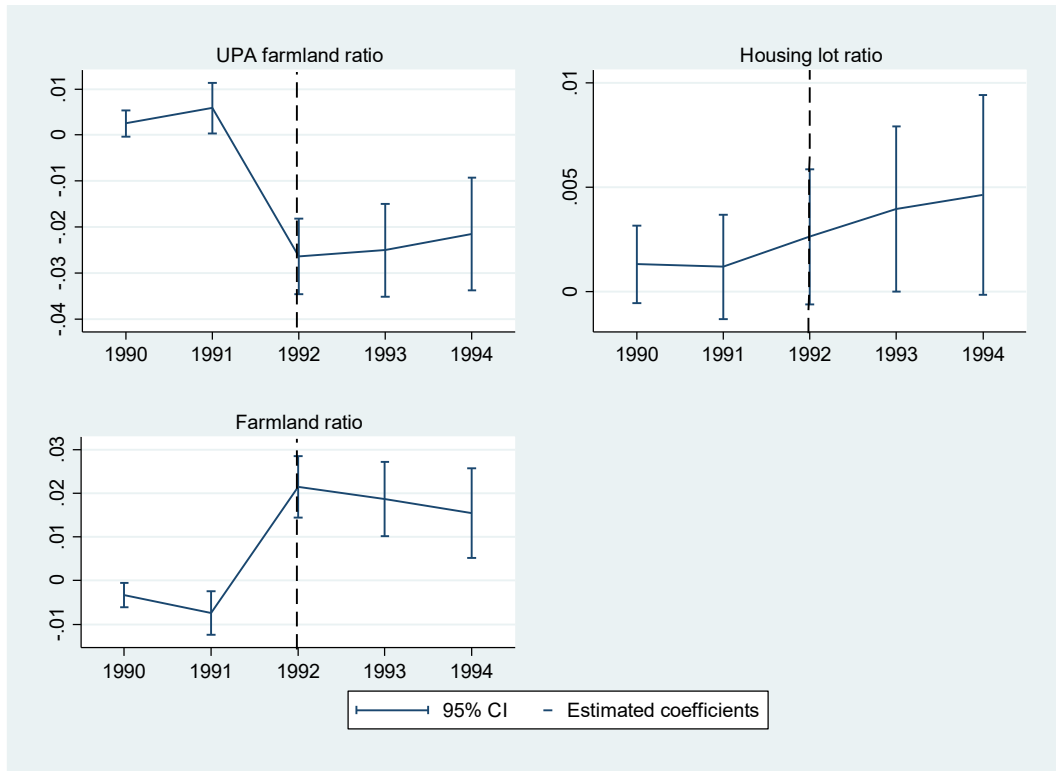 UPA farmland ratio
.01
0
-.01
-.02
-.03
-.04
1990 1991 1992 1993 1994
Housing lot ratio
.01
.005
0
1990 1991 1992 1993 1994
Farmland ratio
.03
.02
.01
0
-.01
1990 1991 1992 1993 1994
95% CI Estimated coefficients